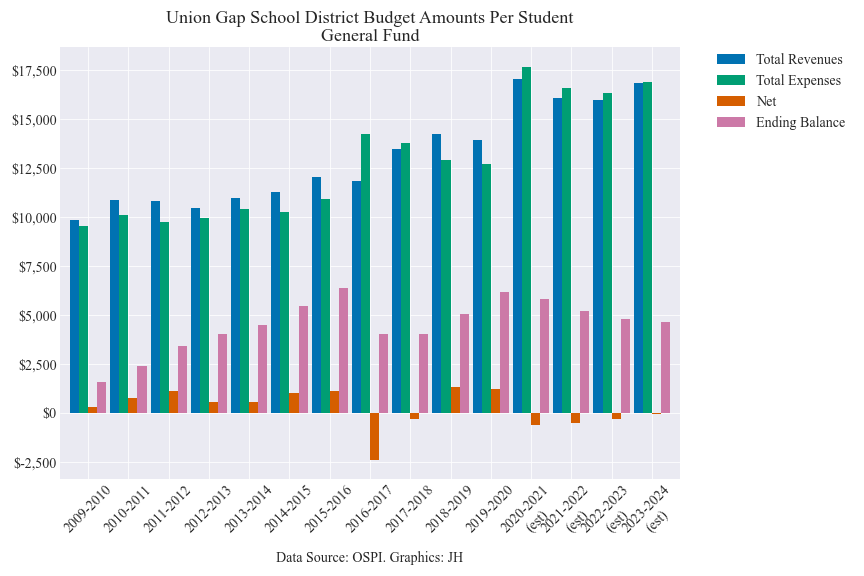 Union Gap School District Budget Amounts Per Student
General Fund
Total Revenues
Total Expenses
Net
Ending Balance
$17,500
$15,000
$12,500
$10,000
$7,500
$5,000
$2,500
$0
$-2,500
2009-2010
2010-2011
2011-2012
2012-2013
2013-2014
2014-2015
2015-2016
2016-2017
2017-2018
2018-2019
2019-2020
2020-2021
(est)
2021-2022
(est)
2022-2023
(est)
2023-2024
(est)
Data Source: OSPI. Graphics: JH